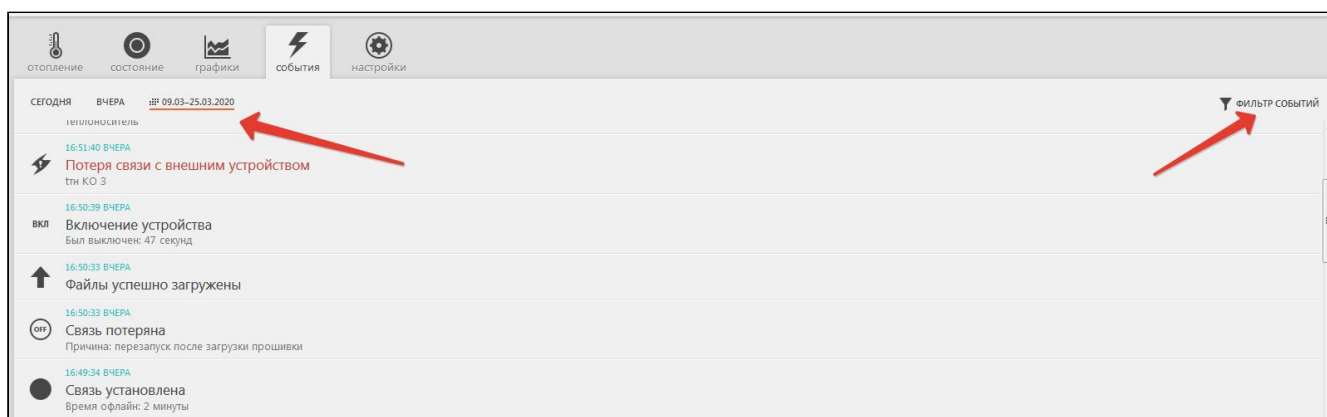 отопление
состояние
графики
события
настройки
СЕГОДНЯ ВЧЕРА 09.03–25.03.2020 ФИЛЬТР СОБЫТИЙ
теплоноситель
16:51:40 ВЧЕРА
Потеря связи с внешним устройством
tтн КО 3
16:50:39 ВЧЕРА
ВКЛ Включение устройства
Был выключен: 47 секунд
16:50:33 ВЧЕРА
Файлы успешно загружены
16:50:33 ВЧЕРА
OFF Связь потеряна
Причина: перезапуск после загрузки прошивки
16:49:34 ВЧЕРА
Связь установлена
Время офлайн: 2 минуты